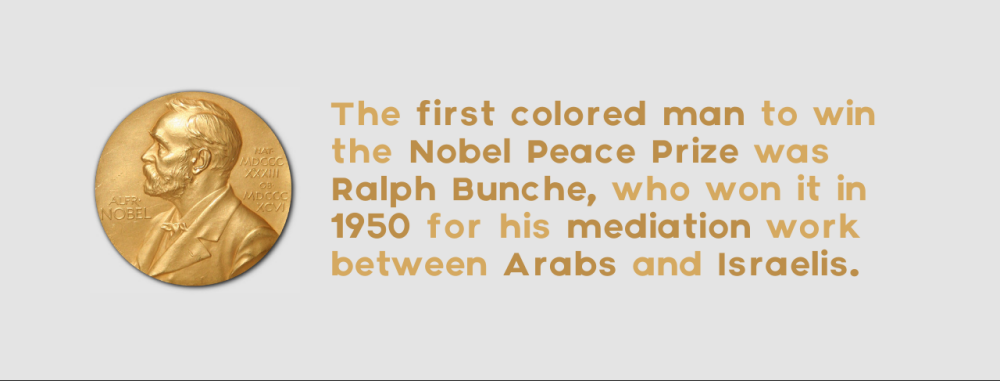 The first colored man to win
the Nobel Peace Prize was
Ralph Bunche, who won it in
1950 for his mediation work
between Arabs and Israelis.
ALFR·
NOBEL
NAT·
MDCCC
XXXIII
OB·
MDCCC
XCVI